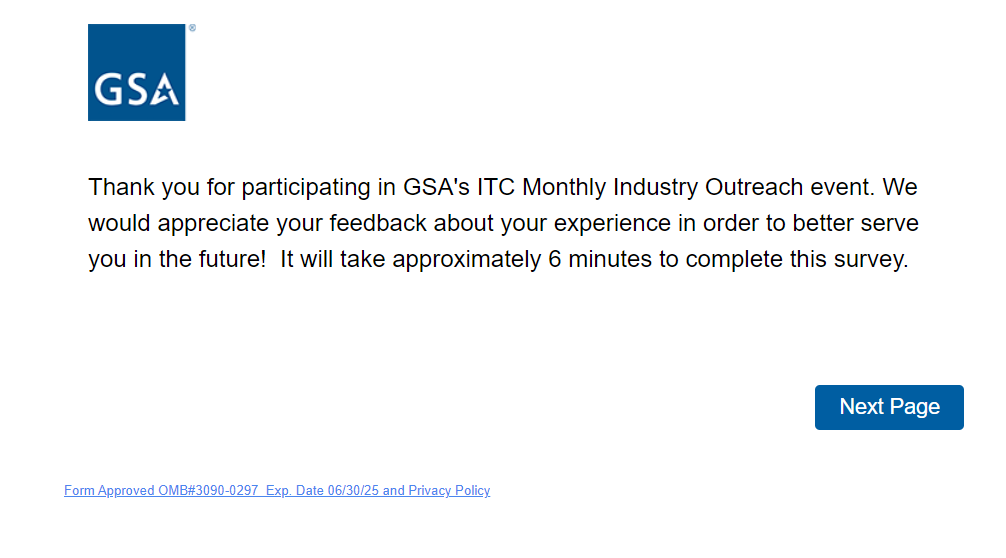 GSA®
Thank you for participating in GSA's ITC Monthly Industry Outreach event. We
would appreciate your feedback about your experience in order to better serve
you in the future!  It will take approximately 6 minutes to complete this survey.
Next Page
Form Approved OMB#3090-0297  Exp. Date 06/30/25 and Privacy Policy